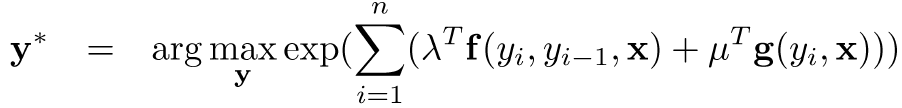 y* = arg max_y exp(∑_{i=1}^{n}(λ^T f(y_i, y_{i−1}, x) + μ^T g(y_i, x)))